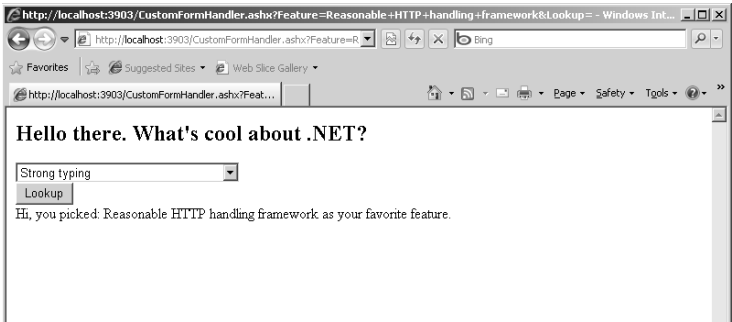 http://localhost:3903/CustomFormHandler.ashx?Feature=Reasonable+HTTP+handling+framework&Lookup= - Windows Int...
http://localhost:3903/CustomFormHandler.ashx?Feature=R
Bing
Favorites
Suggested Sites
Web Slice Gallery
http://localhost:3903/CustomFormHandler.ashx?Feat...
Page
Safety
Tools
Hello there. What's cool about .NET?
Strong typing
Lookup
Hi, you picked: Reasonable HTTP handling framework as your favorite feature.